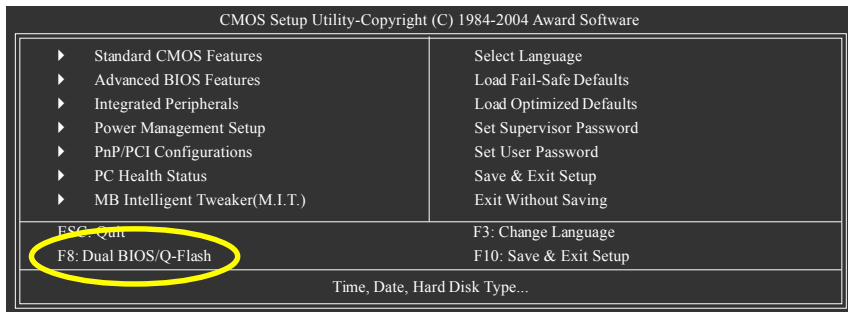 CMOS Setup Utility-Copyright (C) 1984-2004 Award Software
Standard CMOS Features
Advanced BIOS Features
Integrated Peripherals
Power Management Setup
PnP/PCI Configurations
PC Health Status
MB Intelligent Tweaker(M.I.T.)
Select Language
Load Fail-Safe Defaults
Load Optimized Defaults
Set Supervisor Password
Set User Password
Save & Exit Setup
Exit Without Saving
ESC: Quit
F3: Change Language
F8: Dual BIOS/Q-Flash
F10: Save & Exit Setup
Time, Date, Hard Disk Type...